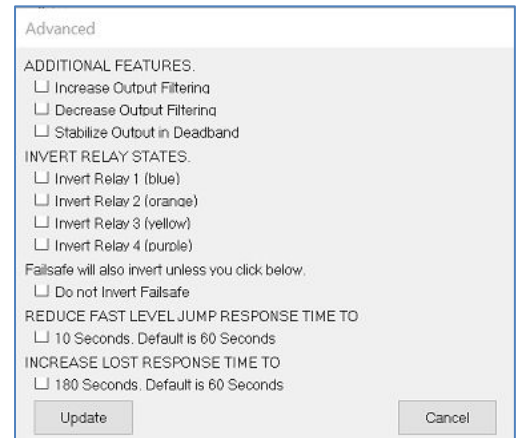 Advanced
ADDITIONAL FEATURES.
Increase Output Filtering
Decrease Output Filtering
Stabilize Output in Deadband
INVERT RELAY STATES.
Invert Relay 1 (blue)
Invert Relay 2 (orange)
Invert Relay 3 (yellow)
Invert Relay 4 (purple)
Failsafe will also invert unless you click below.
Do not Invert Failsafe
REDUCE FAST LEVEL JUMP RESPONSE TIME TO
10 Seconds. Default is 60 Seconds
INCREASE LOST RESPONSE TIME TO
180 Seconds. Default is 60 Seconds
Update Cancel